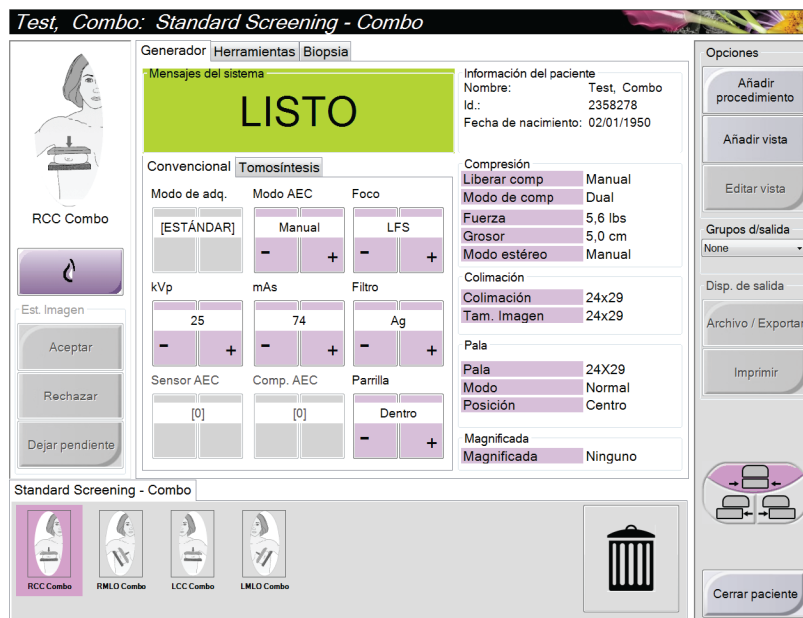 Test, Combo: Standard Screening - Combo
Generador Herramientas Biopsia
Mensajes del sistema
LISTO
Información del paciente
Nombre: Test, Combo
Id.: 2358278
Fecha de nacimiento: 02/01/1950
RCC Combo
Est. Imagen
Aceptar
Rechazar
Dejar pendiente
Convencional Tomosíntesis
Modo de adq. Modo AEC Foco
[ESTÁNDAR] Manual LFS
- + - +
kVp mAs Filtro
25 74 Ag
- + - + - +
Sensor AEC Comp. AEC Parrilla
[0] [0] Dentro
- +
Compresión
Liberar comp Manual
Modo de comp Dual
Fuerza 5,6 lbs
Grosor 5,0 cm
Modo estéreo Manual
Colimación
Colimación 24x29
Tam. Imagen 24x29
Pala
Pala 24X29
Modo Normal
Posición Centro
Magnificada
Magnificada Ninguno
Opciones
Añadir
procedimiento
Añadir vista
Editar vista
Grupos d/salida
None
Disp. de salida
Archivo / Exportar
Imprimir
Cerrar paciente
Standard Screening - Combo
RCC Combo RMLO Combo LCC Combo LMLO Combo